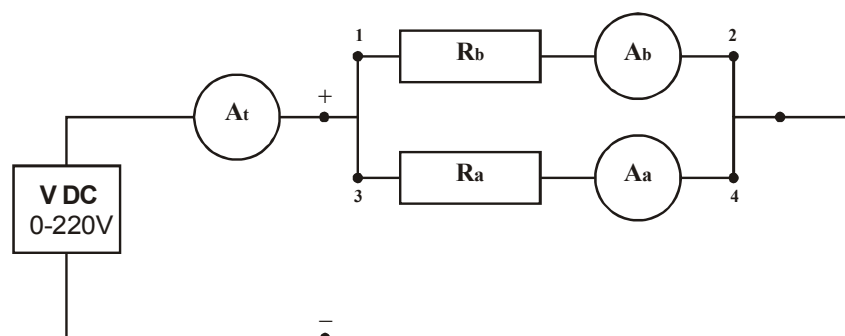 1
2
Rb
Ab
+
At
Ra
Aa
3
4
V DC
0-220V
–